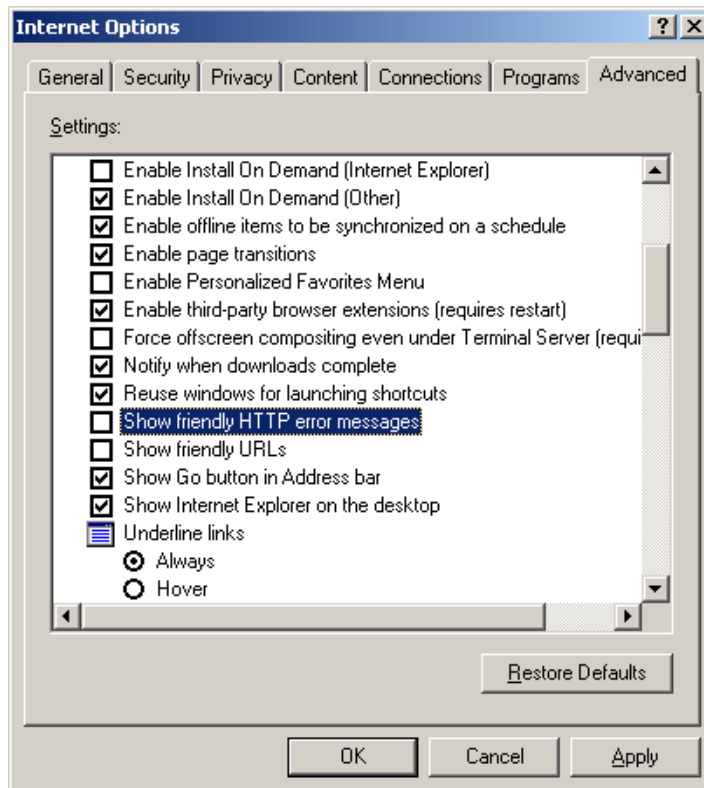 Internet Options
General Security Privacy Content Connections Programs Advanced
Settings:
Enable Install On Demand (Internet Explorer)
Enable Install On Demand (Other)
Enable offline items to be synchronized on a schedule
Enable page transitions
Enable Personalized Favorites Menu
Enable third-party browser extensions (requires restart)
Force offscreen compositing even under Terminal Server (requi
Notify when downloads complete
Reuse windows for launching shortcuts
Show friendly HTTP error messages
Show friendly URLs
Show Go button in Address bar
Show Internet Explorer on the desktop
Underline links
Always
Hover
Restore Defaults
OK Cancel Apply